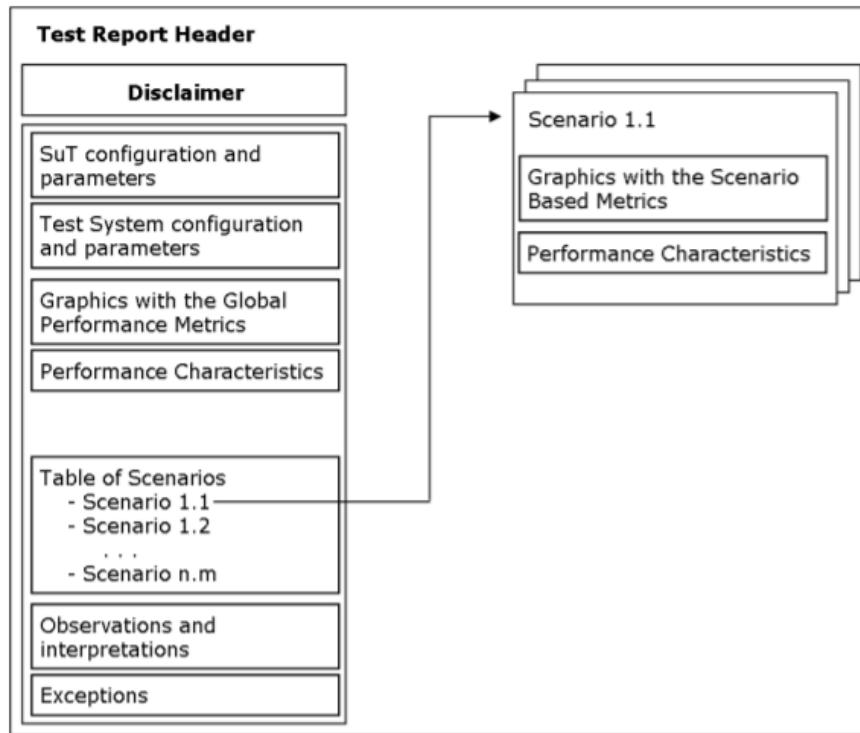 Test Report Header
Disclaimer
SuT configuration and
parameters
Test System configuration
and parameters
Graphics with the Global
Performance Metrics
Performance Characteristics
Table of Scenarios
- Scenario 1.1
- Scenario 1.2
. . .
- Scenario n.m
Observations and
interpretations
Exceptions
Scenario 1.1
Graphics with the Scenario
Based Metrics
Performance Characteristics